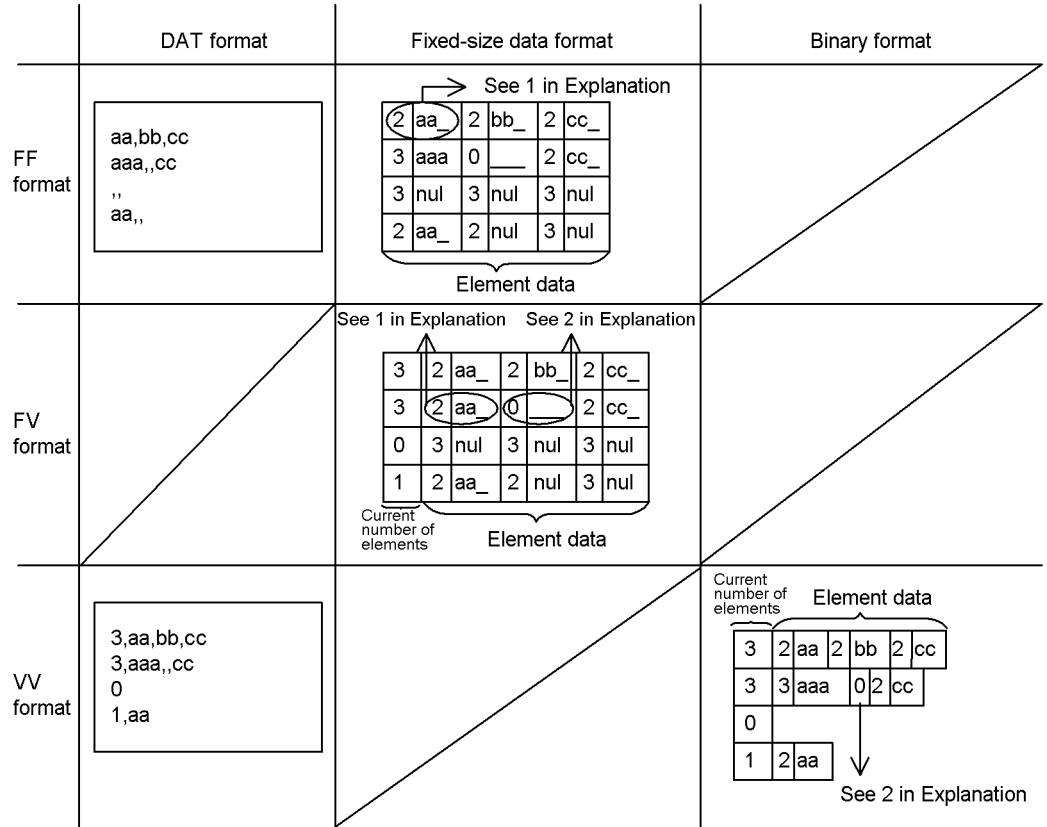 DAT format Fixed-size data format Binary format
FF
format
aa,bb,cc
aaa,,cc
,,
aa,,
See 1 in Explanation
2 aa_ 2 bb_ 2 cc_
3 aaa 0 ___ 2 cc_
3 nul 3 nul 3 nul
2 aa_ 2 nul 3 nul
Element data
FV
format
See 1 in Explanation See 2 in Explanation
3 2 aa_ 2 bb_ 2 cc_
3 2 aa_ 0 ___ 2 cc_
0 3 nul 3 nul 3 nul
1 2 aa_ 2 nul 3 nul
Current
number of
elements
Element data
VV
format
3,aa,bb,cc
3,aaa,,cc
0
1,aa
Current
number of
elements
Element data
3 2 aa 2 bb 2 cc
3 3 aaa 0 2 cc
0
1 2 aa
See 2 in Explanation